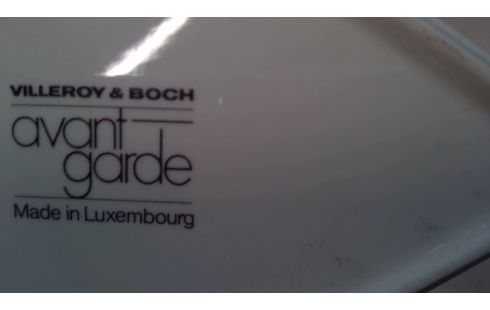 VILLEROY & BOCH
avant
garde
Made in Luxembourg